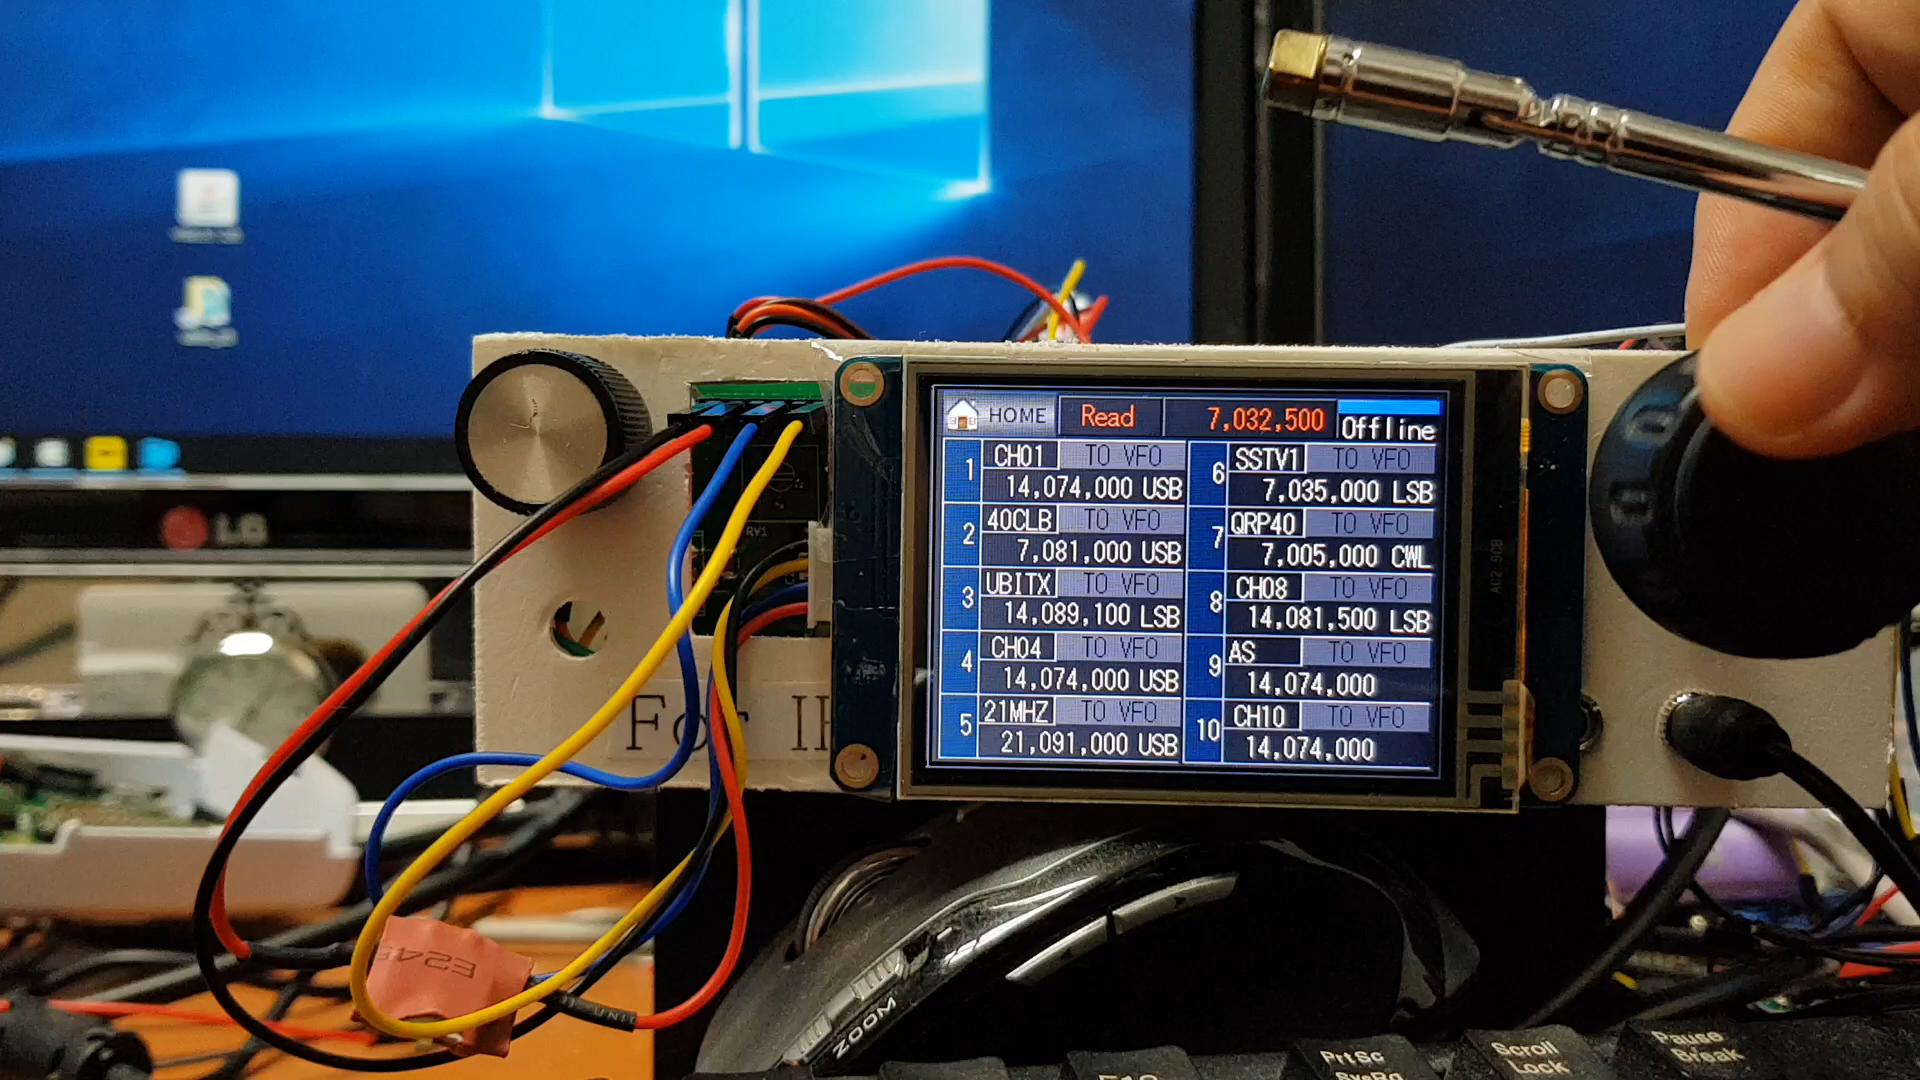 HOME Read 7,032,500 Offline
1 CH01 TO VFO
14,074,000 USB
2 40CLB TO VFO
7,081,000 USB
3 UBITX TO VFO
14,089,100 LSB
4 CH04 TO VFO
14,074,000 USB
5 21MHZ TO VFO
21,091,000 USB
6 SSTV1 TO VFO
7,035,000 LSB
7 QRP40 TO VFO
7,005,000 CWL
8 CH08 TO VFO
14,081,500 LSB
9 AS TO VFO
14,074,000
10 CH10 TO VFO
14,074,000
LG
RV1
For
E245
ZOOM
PrtSc
SysRq
Scroll
Lock
Pause
Break